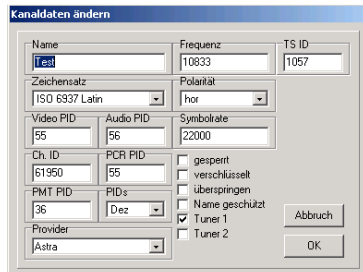 Kanaldaten ändern
Name Frequenz TS ID
Test 10833 1057
Zeichensatz Polarität
ISO 6937 Latin hor
Video PID Audio PID Symbolrate
55 56 22000
Ch. ID PCR PID
61950 55
gesperrt
verschlüsselt
PMT PID PIDs
36 Dez
überspringen
Name geschützt
Tuner 1
Tuner 2
Provider
Astra
Abbruch
OK